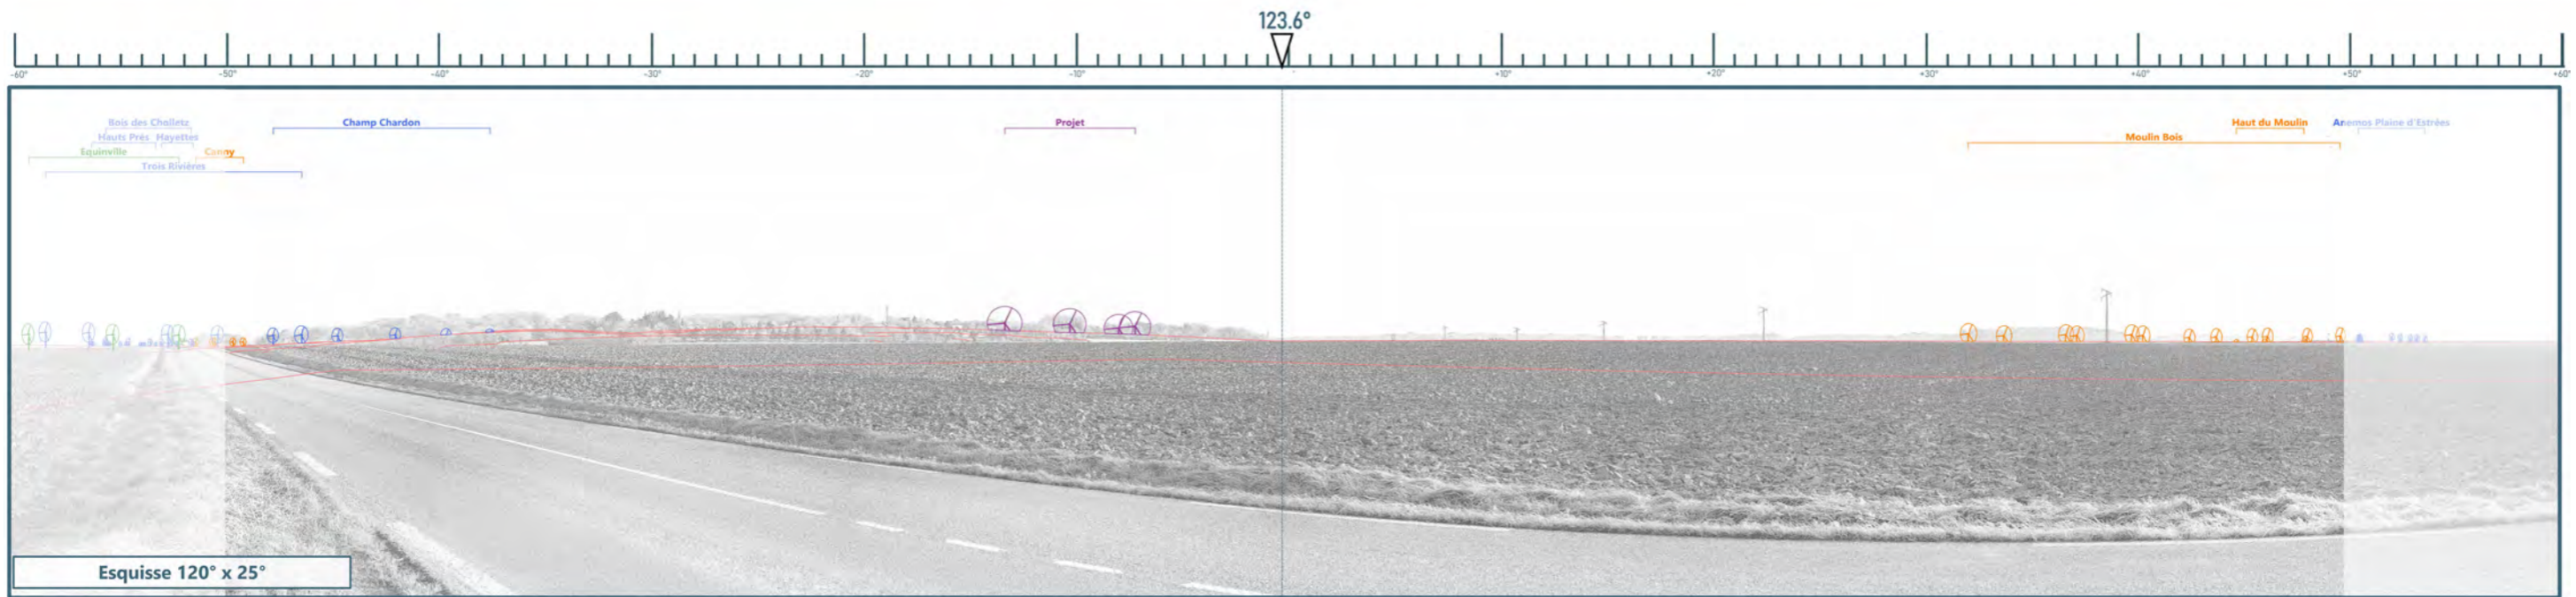 123.6°
-60° -50° -40° -30° -20° -10° +10° +20° +30° +40° +50° +60°
Bois des Cholletz Champ Chardon Projet Haut du Moulin Anemos Plaine d'Estrées
Hauts Prés Hayettes Moulin Bois
Equinville Canny
Trois Rivières
Esquisse 120° x 25°